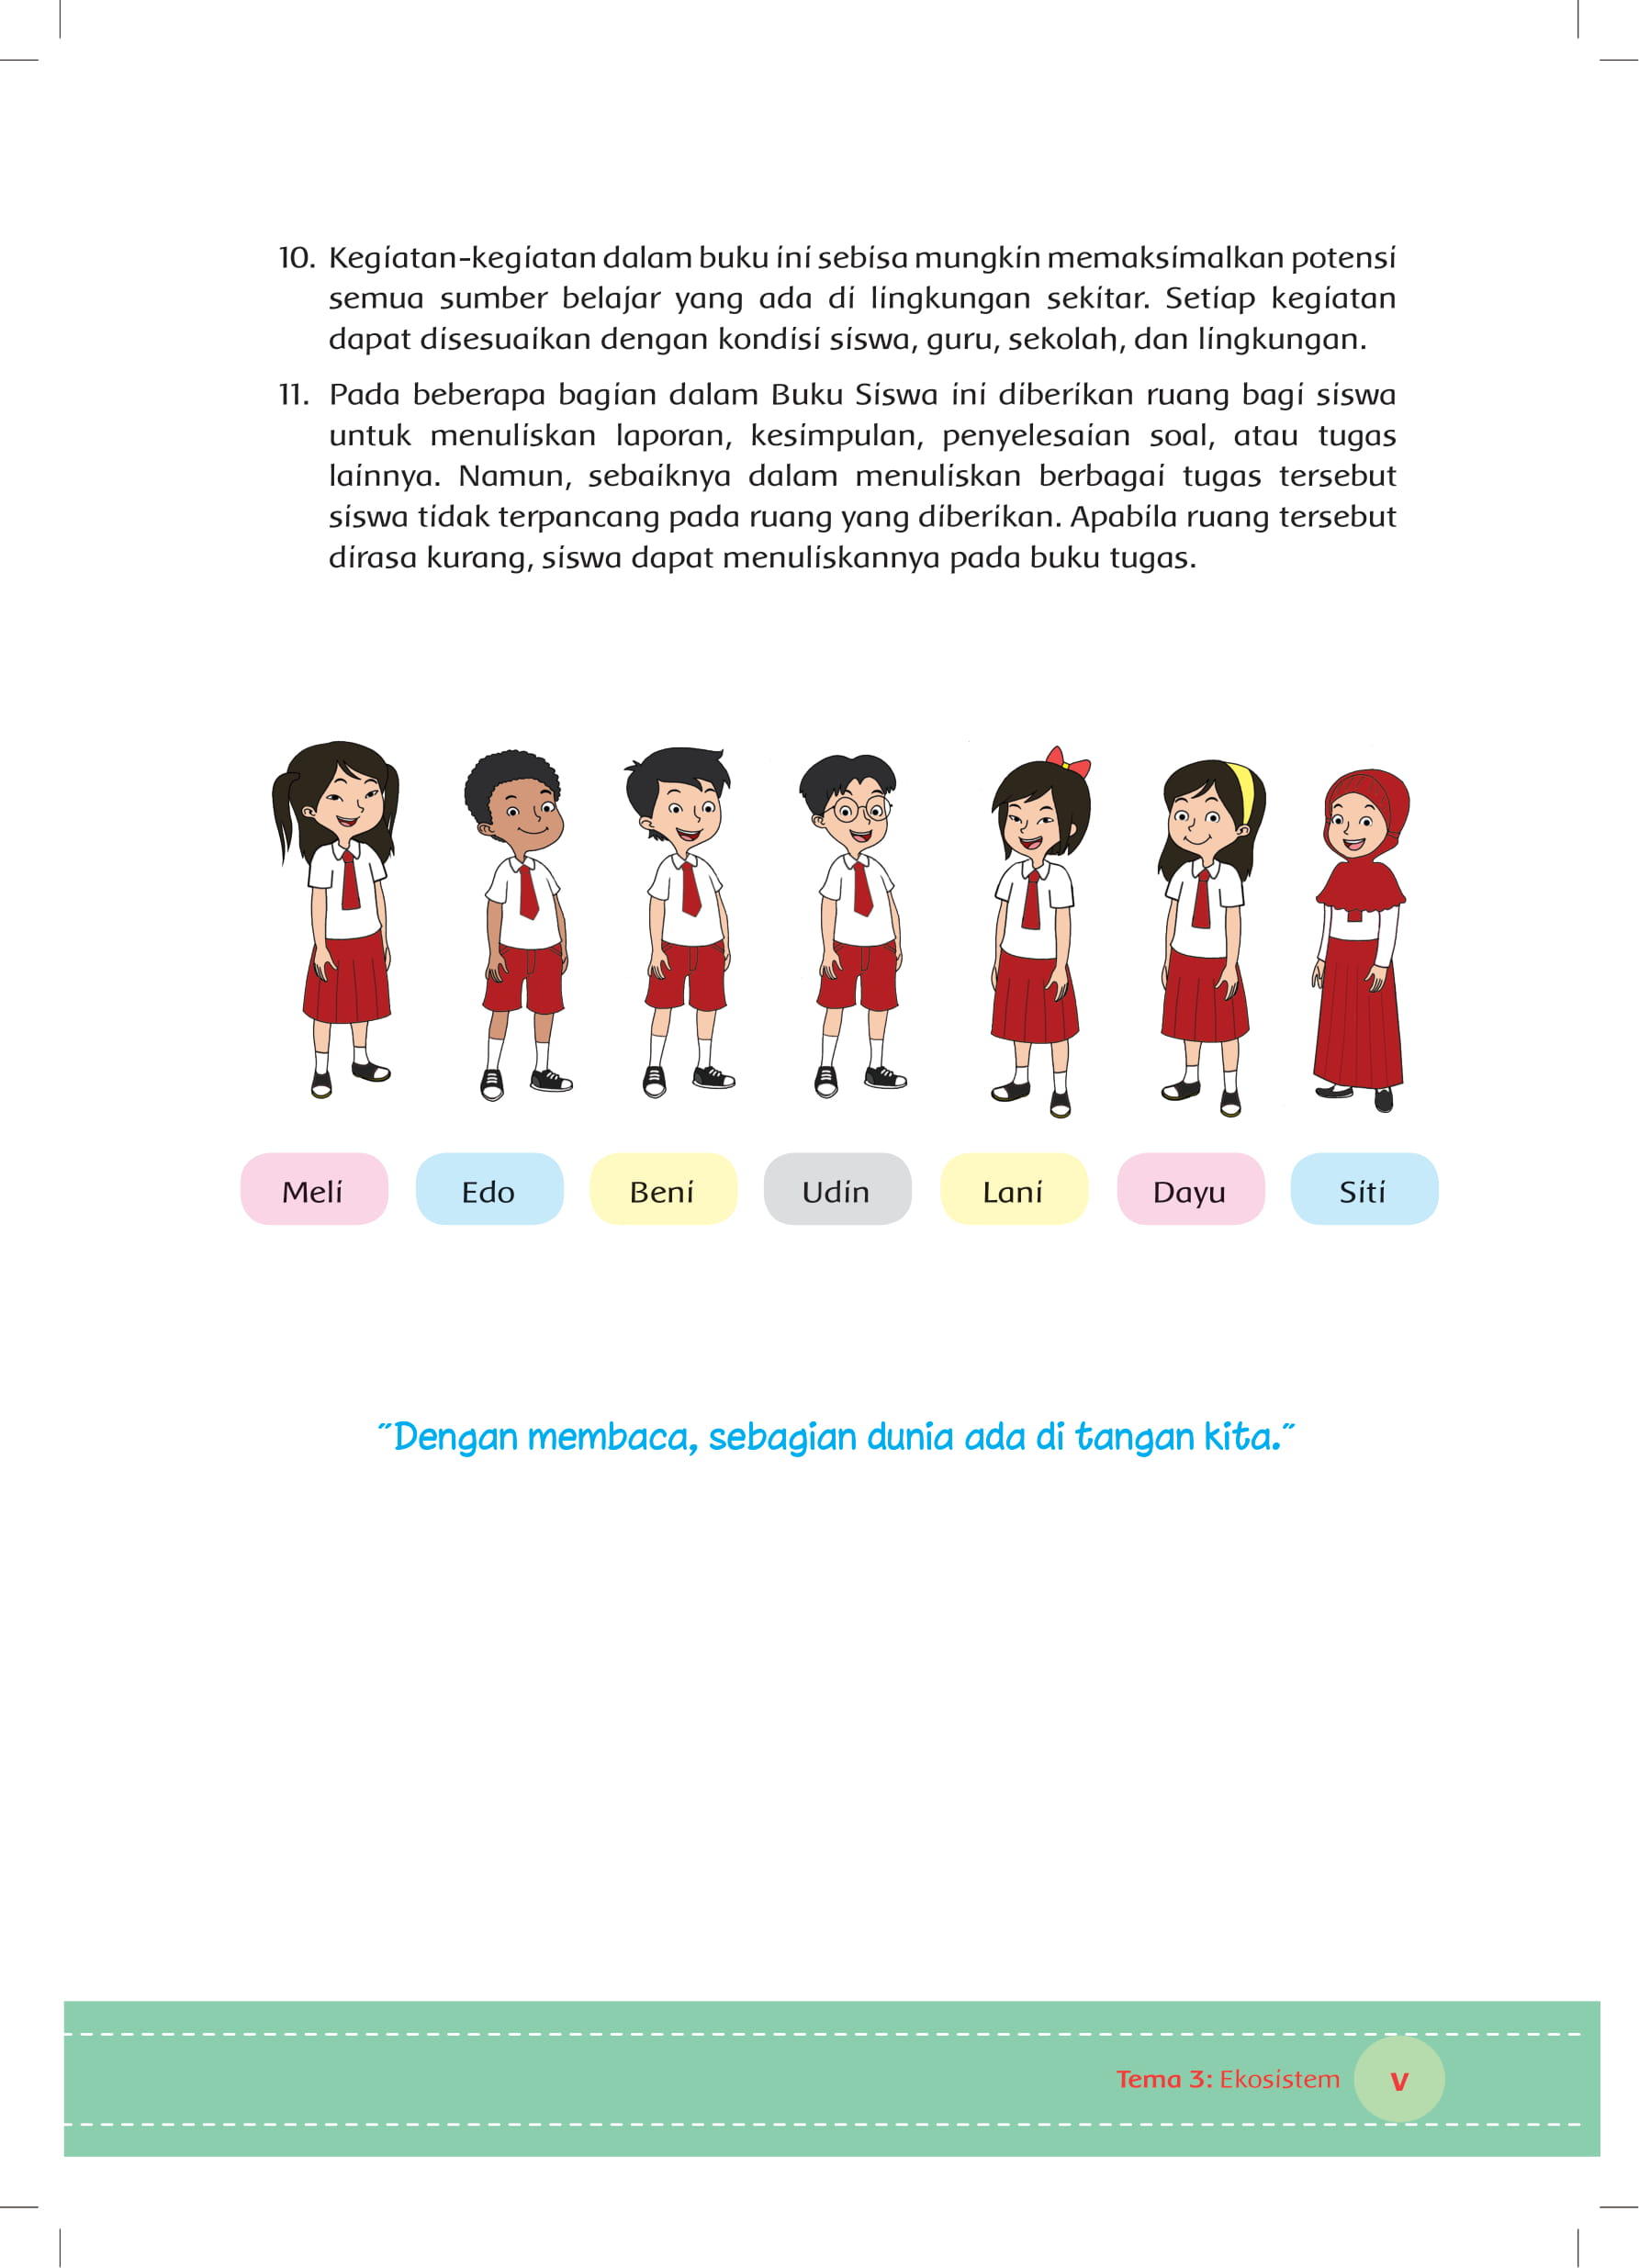 10. Kegiatan-kegiatan dalam buku ini sebisa mungkin memaksimalkan potensi
semua sumber belajar yang ada di lingkungan sekitar. Setiap kegiatan
dapat disesuaikan dengan kondisi siswa, guru, sekolah, dan lingkungan.
11. Pada beberapa bagian dalam Buku Siswa ini diberikan ruang bagi siswa
untuk menuliskan laporan, kesimpulan, penyelesaian soal, atau tugas
lainnya. Namun, sebaiknya dalam menuliskan berbagai tugas tersebut
siswa tidak terpancang pada ruang yang diberikan. Apabila ruang tersebut
dirasa kurang, siswa dapat menuliskannya pada buku tugas.
Meli Edo Beni Udin Lani Dayu Siti
"Dengan membaca, sebagian dunia ada di tangan kita."
Tema 3: Ekosistem v